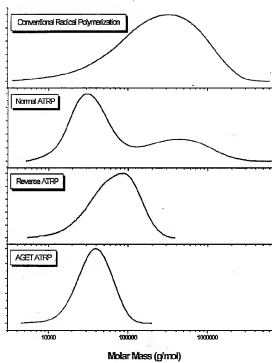 Conventional Radical Polymerization
Normal ATRP
Reverse ATRP
AGET ATRP
10000 100000 1000000
Molar Mass (g/mol)